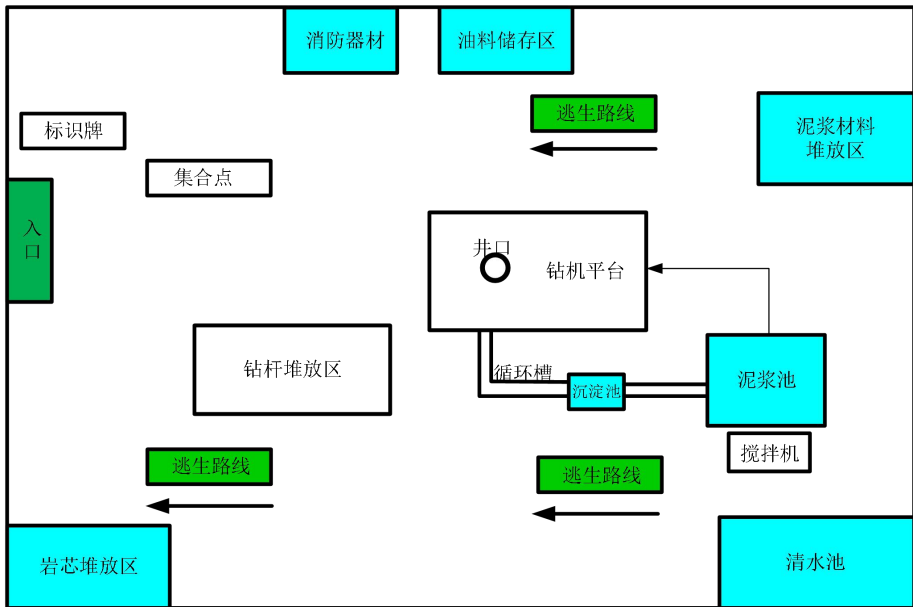 消防器材
油料储存区
标识牌
逃生路线
泥浆材料
堆放区
集合点
入
口
井口
钻机平台
钻杆堆放区
循环槽
沉淀池
泥浆池
搅拌机
逃生路线
逃生路线
岩芯堆放区
清水池